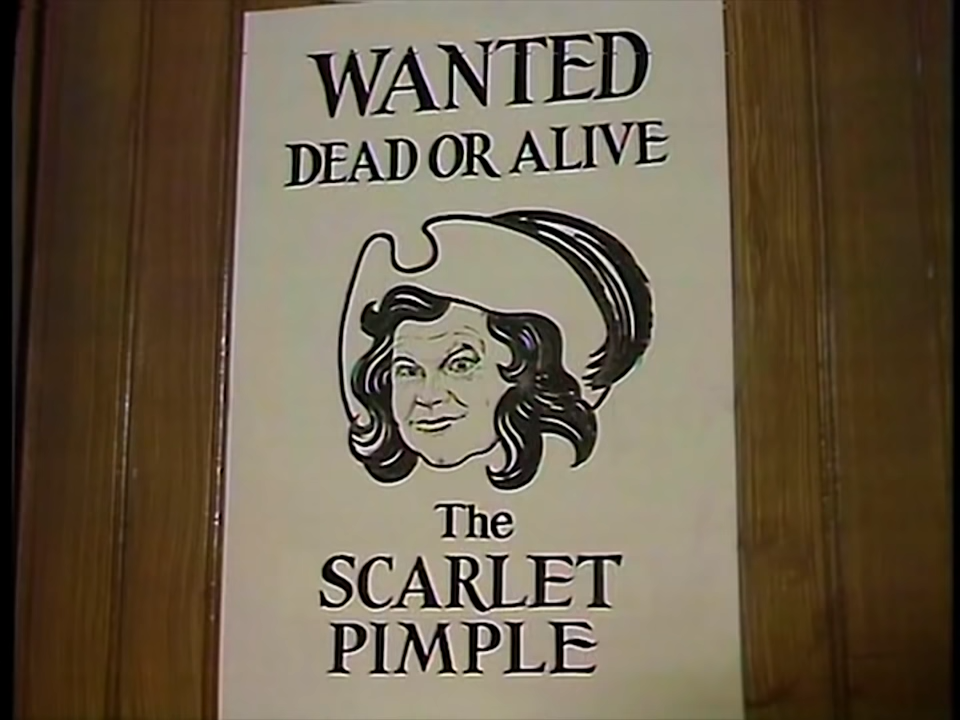 WANTED
DEAD OR ALIVE
The
SCARLET
PIMPLE